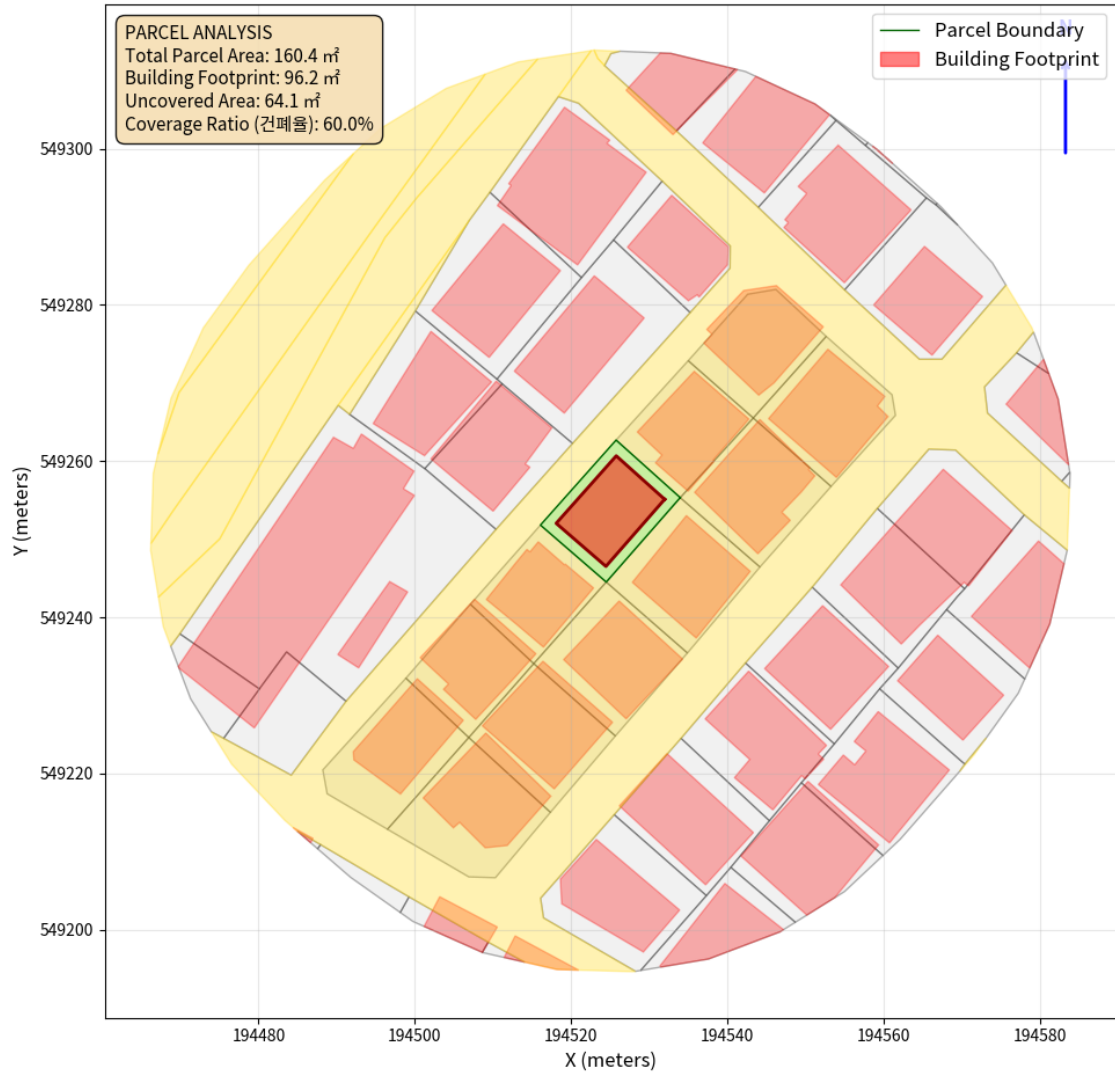 PARCEL ANALYSIS
Total Parcel Area: 160.4 ㎡
Building Footprint: 96.2 ㎡
Uncovered Area: 64.1 ㎡
Coverage Ratio (건폐율): 60.0%
Parcel Boundary
Building Footprint
N
549300
549280
549260
549240
549220
549200
Y (meters)
194480
194500
194520
194540
194560
194580
X (meters)